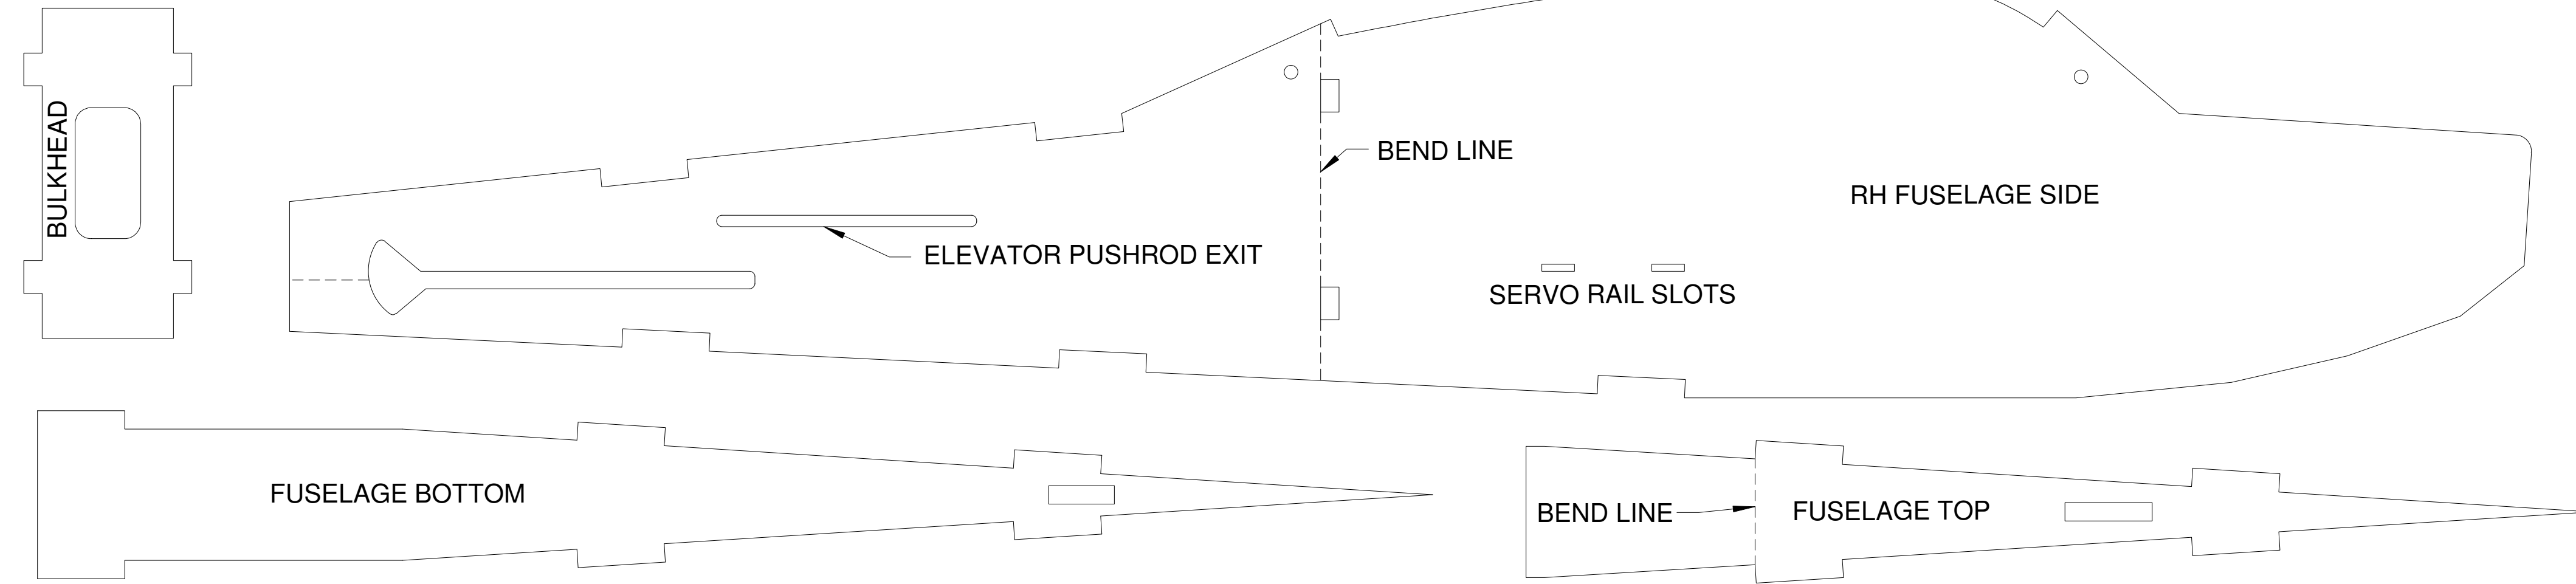 BULKHEAD
BEND LINE
RH FUSELAGE SIDE
ELEVATOR PUSHROD EXIT
SERVO RAIL SLOTS
FUSELAGE BOTTOM
BEND LINE
FUSELAGE TOP